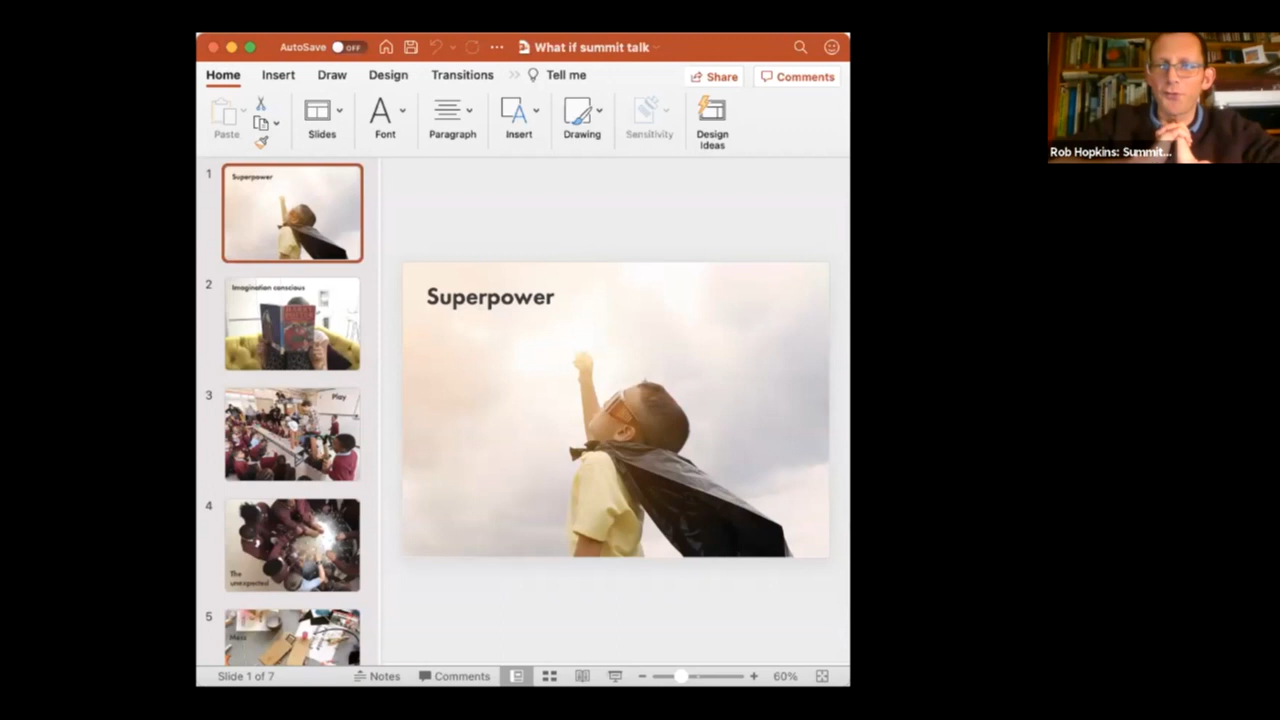 AutoSave OFF
What if summit talk
Home Insert Draw Design Transitions Tell me
Share Comments
Paste Slides Font Paragraph Insert Drawing Sensitivity Design
Ideas
1
Superpower
2
Imagination conscious
3
Play
4
The
unexpected
5
Mess
Superpower
Slide 1 of 7 Notes Comments 60%
Rob Hopkins: Summit...